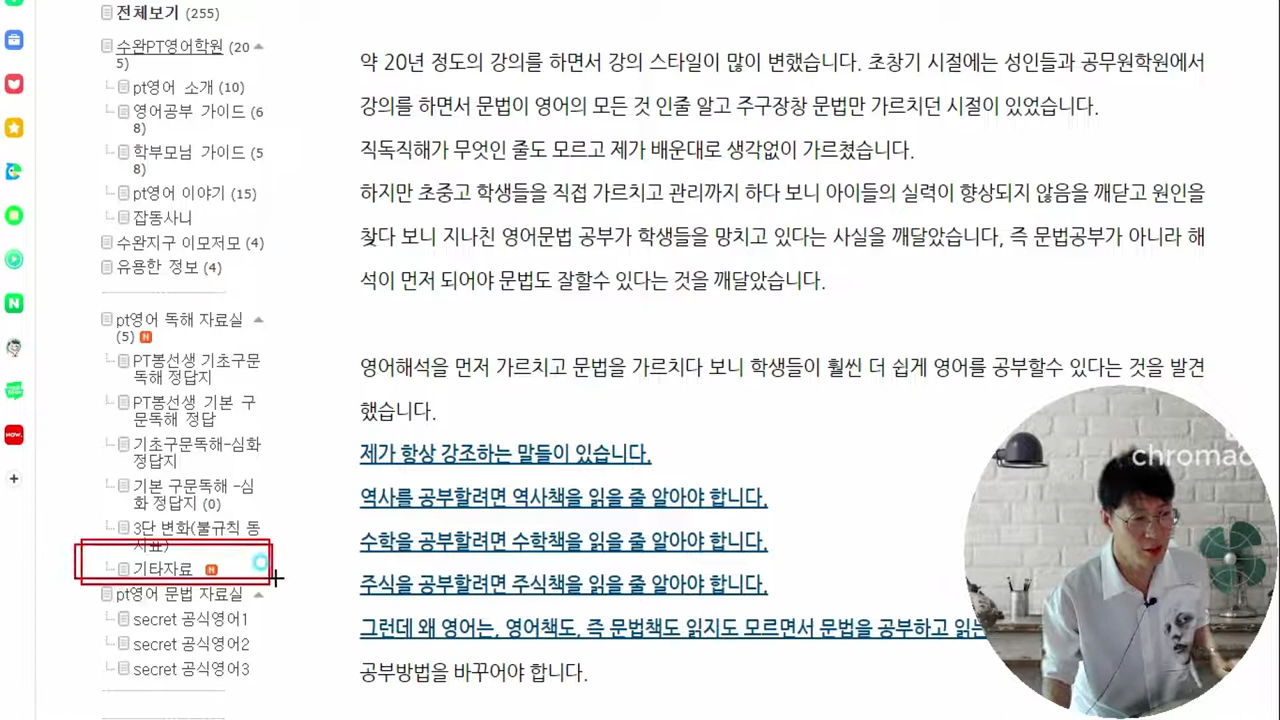 전체보기 (255)
수완PT영어학원 (20
5)
pt영어 소개 (10)
영어공부 가이드 (6
8)
학부모님 가이드 (5
8)
pt영어 이야기 (15)
잡동사니
수완지구 이모저모 (4)
유용한 정보 (4)
pt영어 독해 자료실
(5) N
PT봉선생 기초구문
독해 정답지
PT봉선생 기본 구
문독해 정답
기초구문독해-심화
정답지
기본 구문독해 -심
화 정답지 (0)
3단 변화(불규칙 동
사표)
기타자료 N
pt영어 문법 자료실
secret 공식영어1
secret 공식영어2
secret 공식영어3
약 20년 정도의 강의를 하면서 강의 스타일이 많이 변했습니다. 초창기 시절에는 성인들과 공무원학원에서
강의를 하면서 문법이 영어의 모든 것 인줄 알고 주구장창 문법만 가르치던 시절이 있었습니다.
직독직해가 무엇인 줄도 모르고 제가 배운대로 생각없이 가르쳤습니다.
하지만 초중고 학생들을 직접 가르치고 관리까지 하다 보니 아이들의 실력이 향상되지 않음을 깨닫고 원인을
찾다 보니 지나친 영어문법 공부가 학생들을 망치고 있다는 사실을 깨달았습니다, 즉 문법공부가 아니라 해
석이 먼저 되어야 문법도 잘할수 있다는 것을 깨달았습니다.
영어해석을 먼저 가르치고 문법을 가르치다 보니 학생들이 훨씬 더 쉽게 영어를 공부할수 있다는 것을 발견
했습니다.
제가 항상 강조하는 말들이 있습니다.
역사를 공부할려면 역사책을 읽을 줄 알아야 합니다.
수학을 공부할려면 수학책을 읽을 줄 알아야 합니다.
주식을 공부할려면 주식책을 읽을 줄 알아야 합니다.
그런데 왜 영어는, 영어책도, 즉 문법책도 읽지도 모르면서 문법을 공부하고 읽는
공부방법을 바꾸어야 합니다.
N
NOW.
chromac